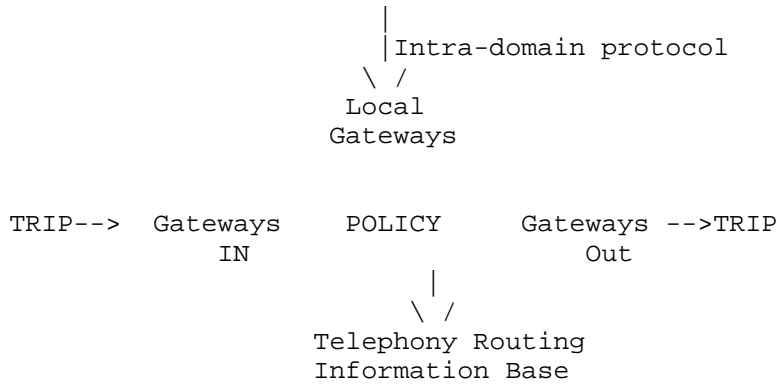 |
|Intra-domain protocol
\ /
Local
Gateways
TRIP--> Gateways POLICY Gateways -->TRIP
IN Out
|
\ /
Telephony Routing
Information Base